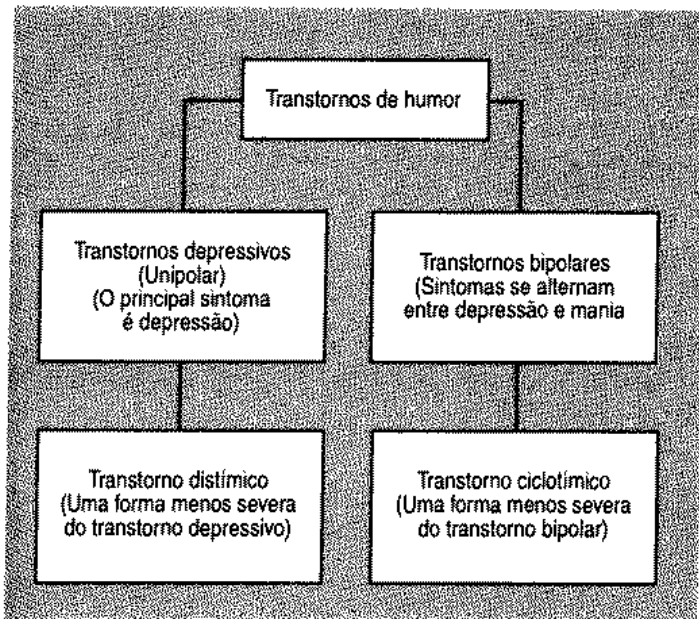 Transtornos de humor
Transtornos depressivos
(Unipolar)
(O principal sintoma
é depressão)
Transtornos bipolares
(Sintomas se alternam
entre depressão e mania
Transtorno distímico
(Uma forma menos severa
do transtorno depressivo)
Transtorno ciclotímico
(Uma forma menos severa
do transtorno bipolar)